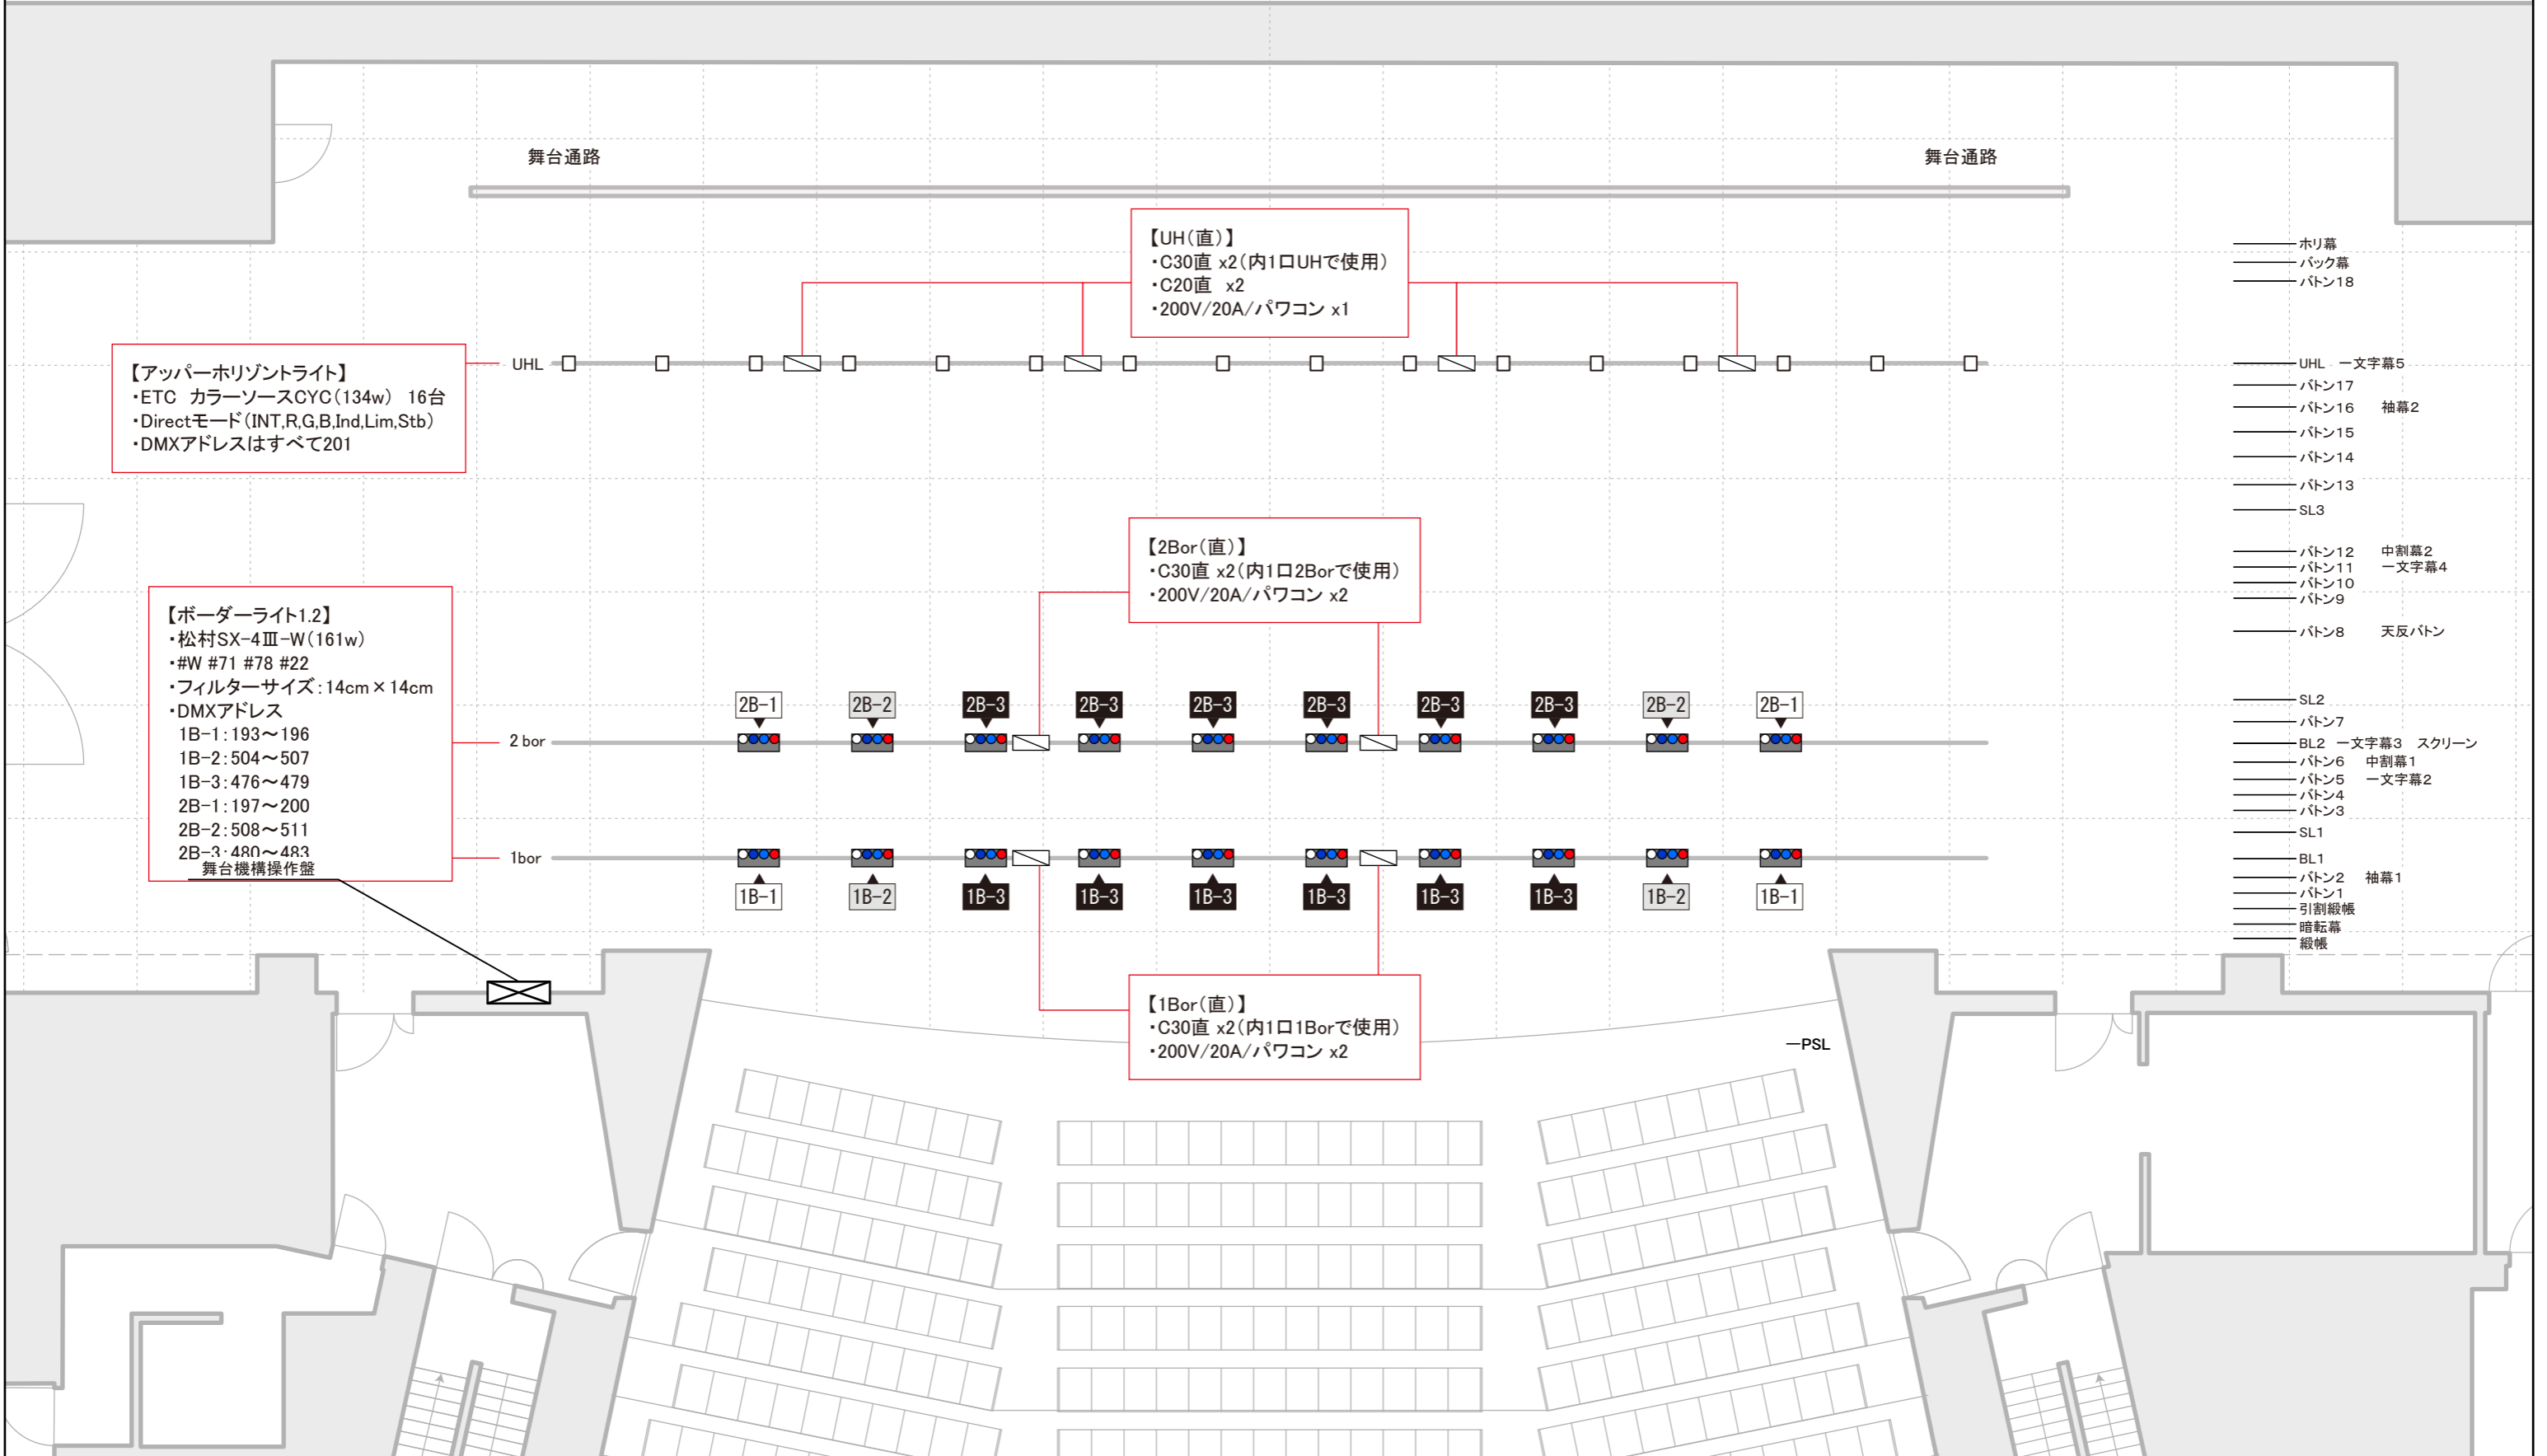 舞台通路
舞台通路
【UH(直)】
・C30直 x2(内1口UHで使用)
・C20直 x2
・200V/20A/パワコン x1
【アッパーホリゾントライト】
・ETC カラーソースCYC(134w) 16台
・Directモード(INT,R,G,B,Ind,Lim,Stb)
・DMXアドレスはすべて201
UHL
【2Bor(直)】
・C30直 x2(内1口2Borで使用)
・200V/20A/パワコン x2
【ボーダーライト1.2】
・松村SX-4Ⅲ-W(161w)
・#W #71 #78 #22
・フィルターサイズ:14cm×14cm
・DMXアドレス
1B-1:193～196
1B-2:504～507
1B-3:476～479
2B-1:197～200
2B-2:508～511
2B-3:480～483
舞台機構操作盤
2B-1 2B-2 2B-3 2B-3 2B-3 2B-3 2B-3 2B-3 2B-2 2B-1
2 bor
1bor
1B-1 1B-2 1B-3 1B-3 1B-3 1B-3 1B-3 1B-3 1B-2 1B-1
【1Bor(直)】
・C30直 x2(内1口1Borで使用)
・200V/20A/パワコン x2
PSL
ホリ幕
バック幕
バトン18
UHL 一文字幕5
バトン17
バトン16 袖幕2
バトン15
バトン14
バトン13
SL3
バトン12 中割幕2
バトン11 一文字幕4
バトン10
バトン9
バトン8 天反バトン
SL2
バトン7
BL2 一文字幕3 スクリーン
バトン6 中割幕1
バトン5 一文字幕2
バトン4
バトン3
SL1
BL1
バトン2 袖幕1
バトン1
引割緞帳
暗転幕
緞帳